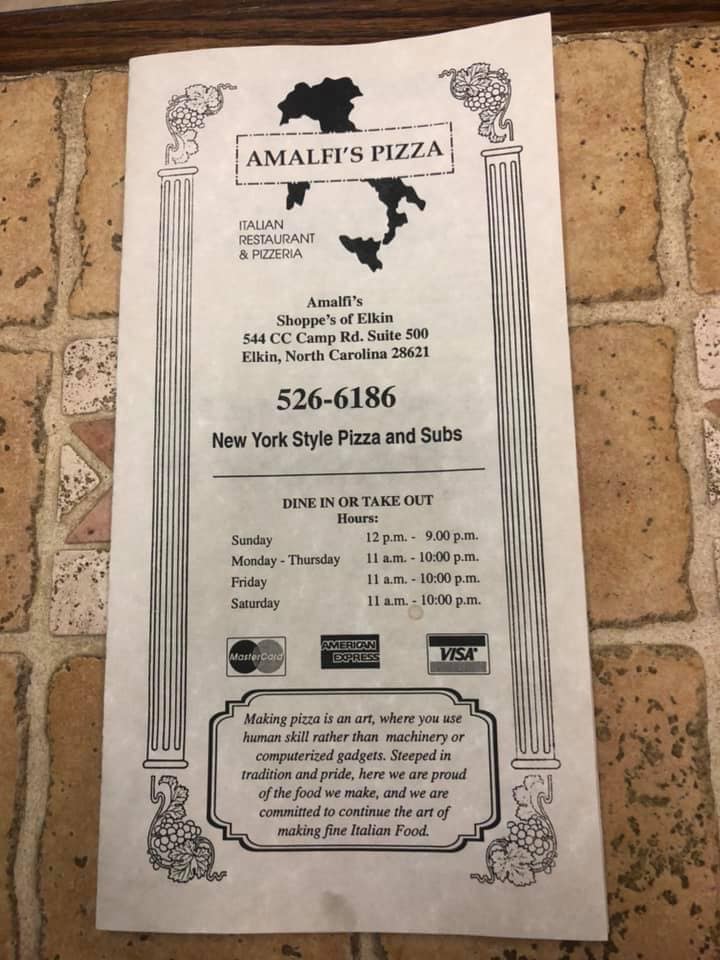 AMALFI'S PIZZA
ITALIAN
RESTAURANT
& PIZZERIA
Amalfi's
Shoppe's of Elkin
544 CC Camp Rd. Suite 500
Elkin, North Carolina 28621
526-6186
New York Style Pizza and Subs
DINE IN OR TAKE OUT
Hours:
Sunday 12 p.m. - 9.00 p.m.
Monday - Thursday 11 a.m. - 10:00 p.m.
Friday 11 a.m. - 10:00 p.m.
Saturday 11 a.m. - 10:00 p.m.
MasterCard AMERICAN EXPRESS VISA
Making pizza is an art, where you use
human skill rather than machinery or
computerized gadgets. Steeped in
tradition and pride, here we are proud
of the food we make, and we are
committed to continue the art of
making fine Italian Food.